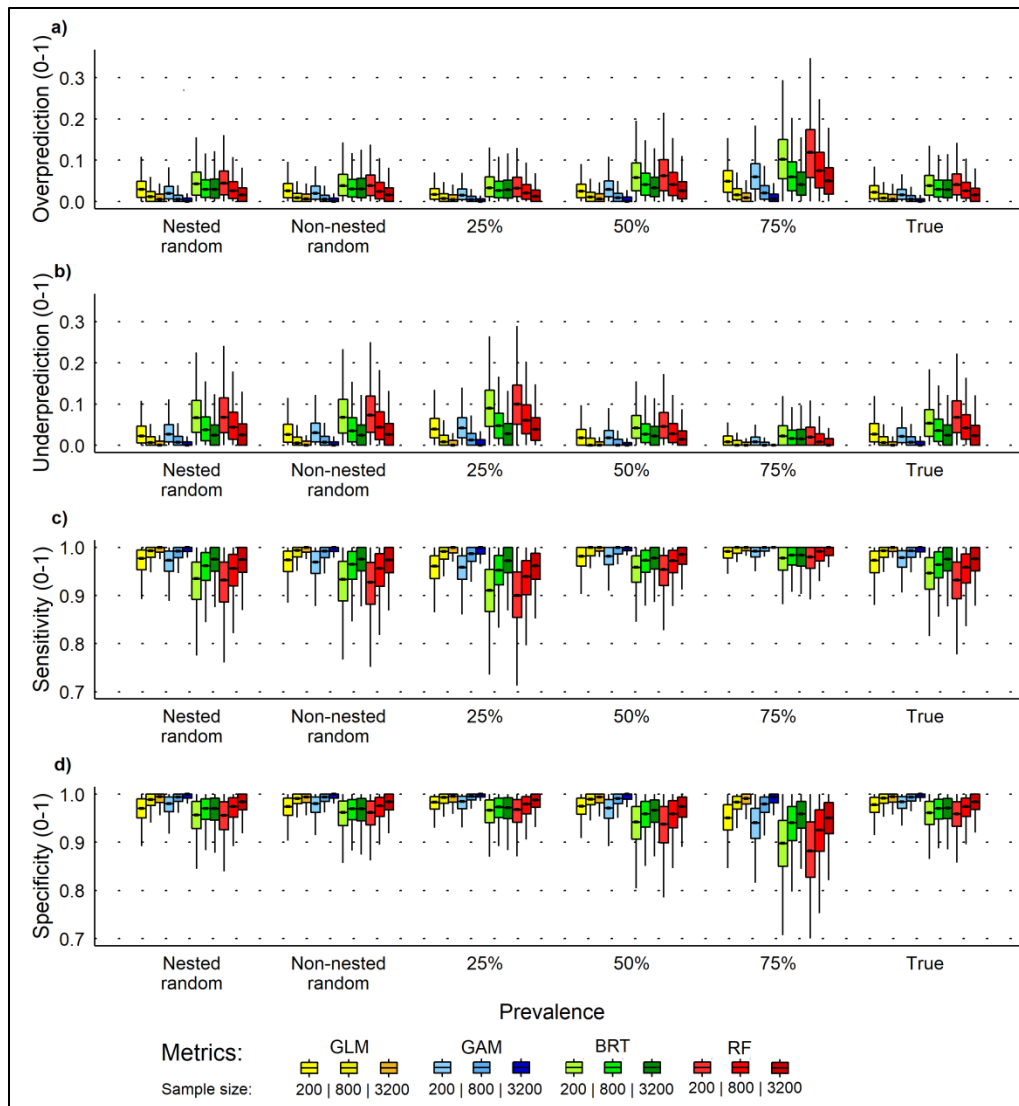 a)
Overprediction (0-1)
0.3
0.2
0.1
0.0
Nested random
Non-nested random
25%
50%
75%
True
b)
Underprediction (0-1)
0.3
0.2
0.1
0.0
Nested random
Non-nested random
25%
50%
75%
True
c)
Sensitivity (0-1)
1.0
0.9
0.8
0.7
Nested random
Non-nested random
25%
50%
75%
True
d)
Specificity (0-1)
1.0
0.9
0.8
0.7
Nested random
Non-nested random
25%
50%
75%
True
Prevalence
Metrics: GLM GAM BRT RF
Sample size: 200 | 800 | 3200 200 | 800 | 3200 200 | 800 | 3200 200 | 800 | 3200